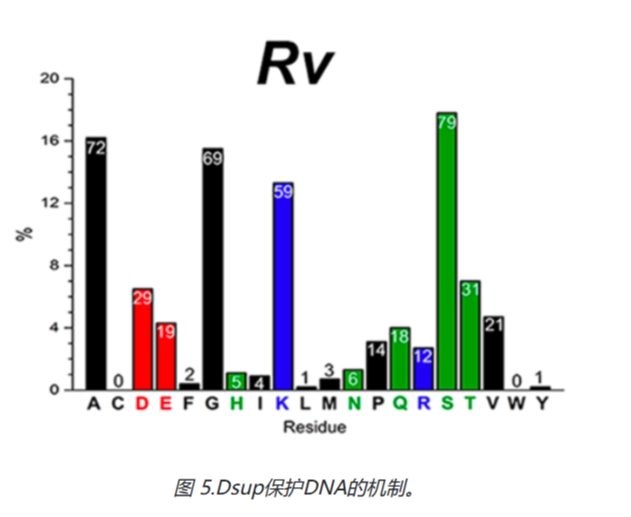 Rv
20
16
12
8
4
0
%
72 0 29 19 2 69 5 4 59 1 3 6 14 18 12 79 31 21 0 1
A C D E F G H I K L M N P Q R S T V W Y
Residue
图 5.Dsup保护DNA的机制。